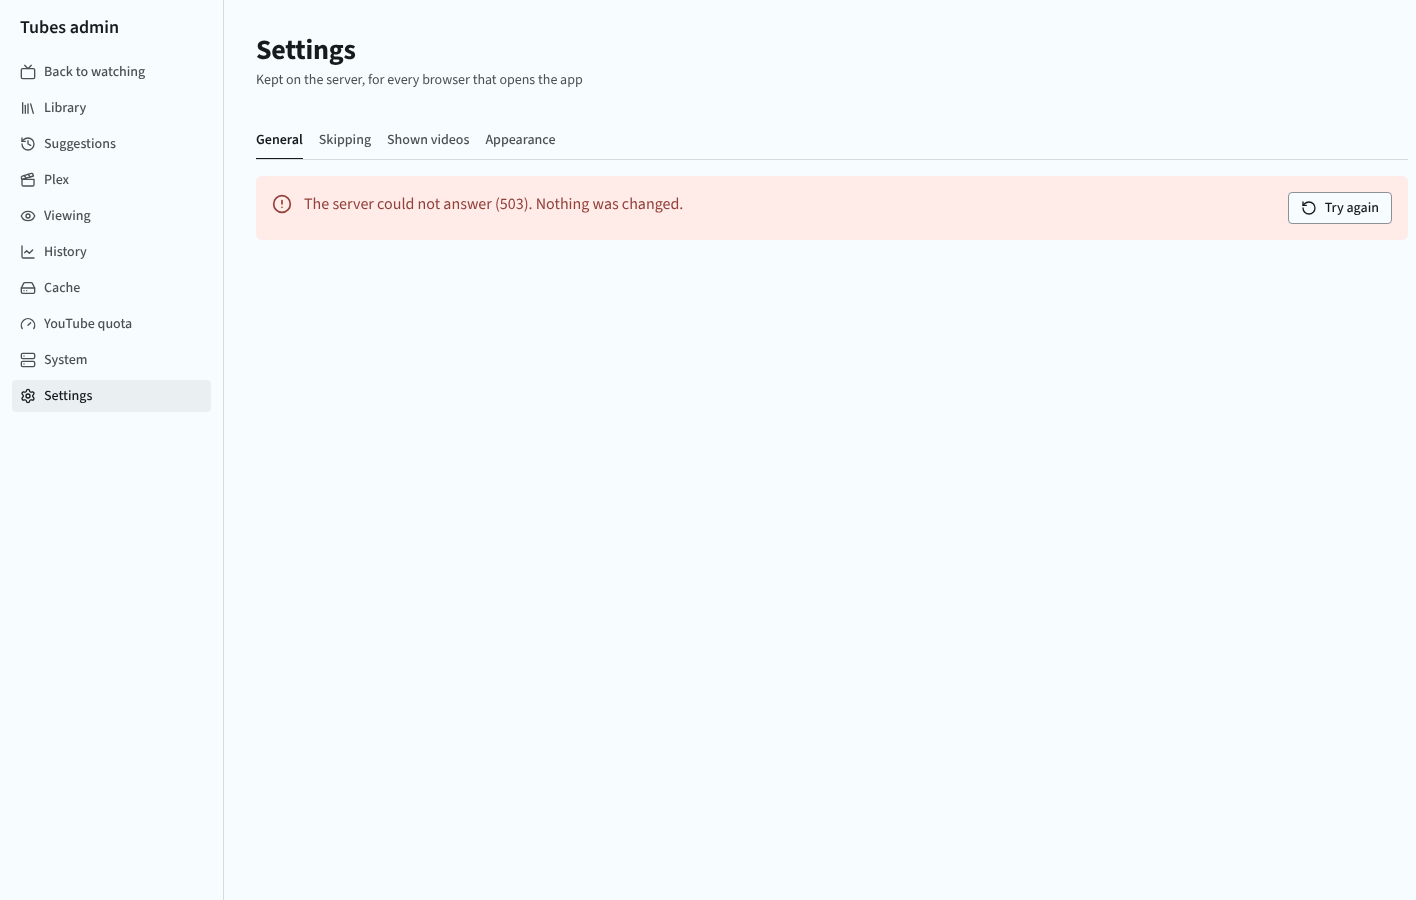 Tubes admin
Back to watching
Library
Suggestions
Plex
Viewing
History
Cache
YouTube quota
System
Settings
Settings
Kept on the server, for every browser that opens the app
General
Skipping
Shown videos
Appearance
The server could not answer (503). Nothing was changed.
Try again